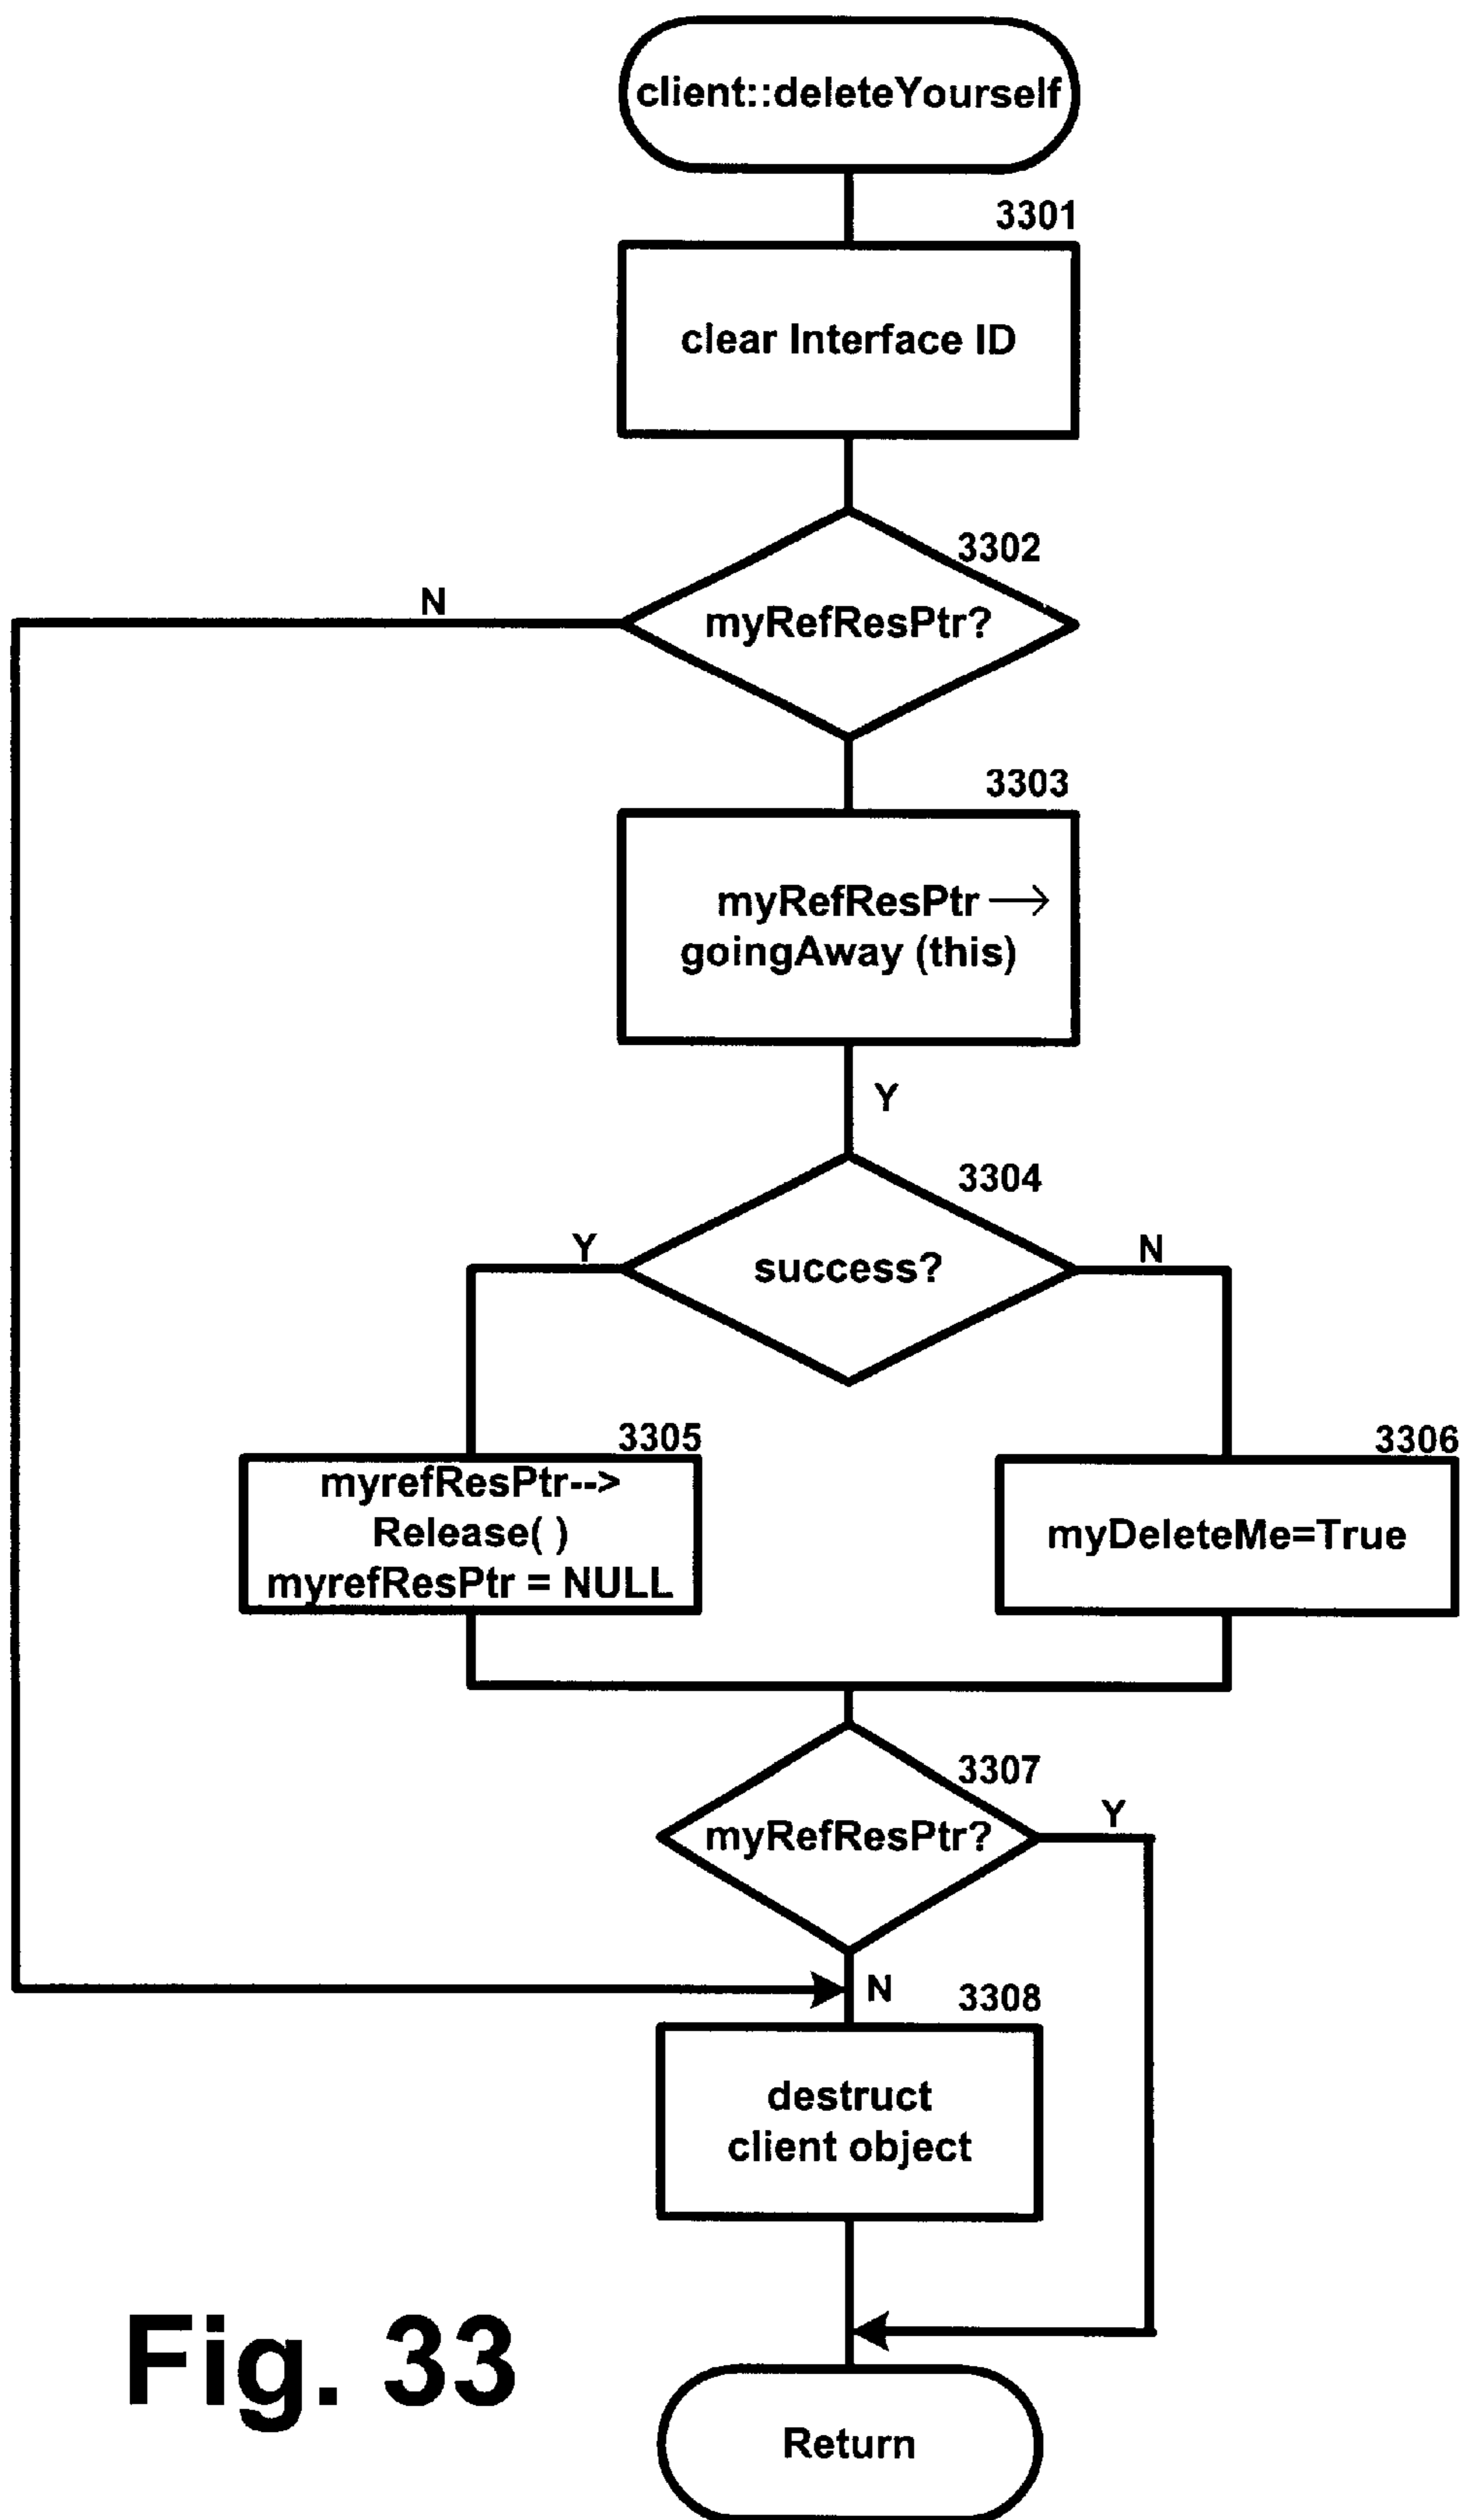 client::deleteYourself
3301
clear Interface ID
3302
N
myRefResPtr?
3303
myRefResPtr →
goingAway (this)
Y
3304
Y
N
success?
3305
3306
myrefResPtr-->
Release( )
myrefResPtr = NULL
myDeleteMe=True
3307
Y
myRefResPtr?
N
3308
destruct
client object
Fig. 33
Return